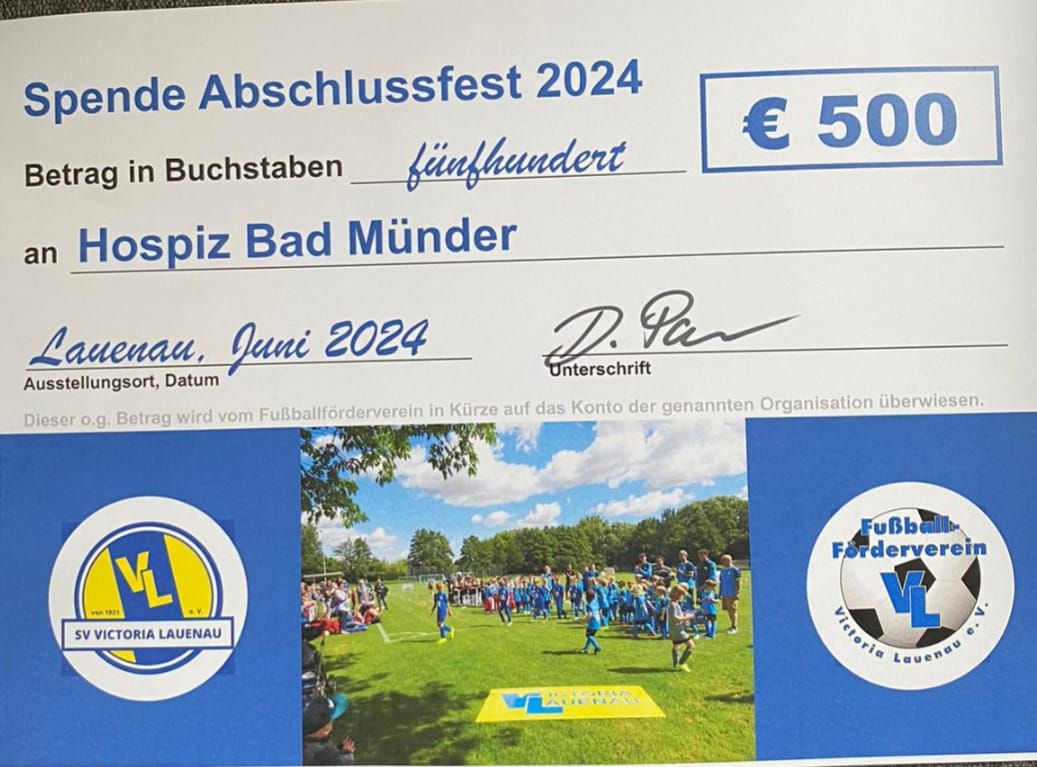 Spende Abschlussfest 2024
€ 500
Betrag in Buchstaben fünfhundert
an Hospiz Bad Münder
Lauenau, Juni 2024
Ausstellungsort, Datum
Unterschrift
Dieser o.g. Betrag wird vom Fußballförderverein in Kürze auf das Konto der genannten Organisation überwiesen.
VL
von 1921 e. V.
SV VICTORIA LAUENAU
VICTORIA
LAUENAU
Fußball-
Förderverein
VL
Victoria Lauenau e. V.